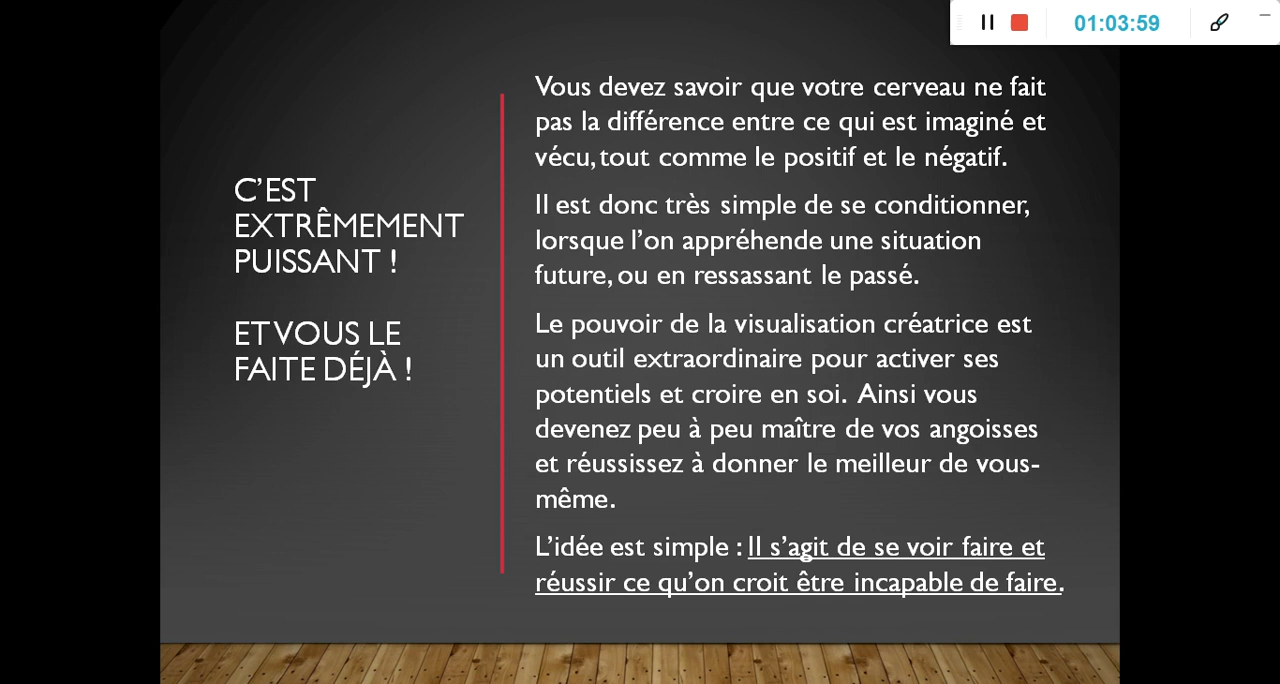 01:03:59
C'EST
EXTRÊMEMENT
PUISSANT !
ET VOUS LE
FAITE DÉJÀ !
Vous devez savoir que votre cerveau ne fait
pas la différence entre ce qui est imaginé et
vécu, tout comme le positif et le négatif.
Il est donc très simple de se conditionner,
lorsque l'on appréhende une situation
future, ou en ressassant le passé.
Le pouvoir de la visualisation créatrice est
un outil extraordinaire pour activer ses
potentiels et croire en soi. Ainsi vous
devenez peu à peu maître de vos angoisses
et réussissez à donner le meilleur de vous-
même.
L'idée est simple : Il s'agit de se voir faire et
réussir ce qu'on croit être incapable de faire.